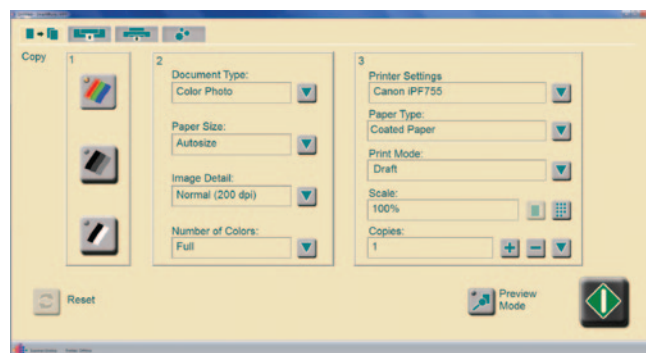 Copy
1
2
Document Type:
Color Photo
Paper Size:
Autosize
Image Detail:
Normal (200 dpi)
Number of Colors:
Full
3
Printer Settings
Canon iPF755
Paper Type:
Coated Paper
Print Mode:
Draft
Scale:
100%
Copies:
1
Reset
Preview
Mode